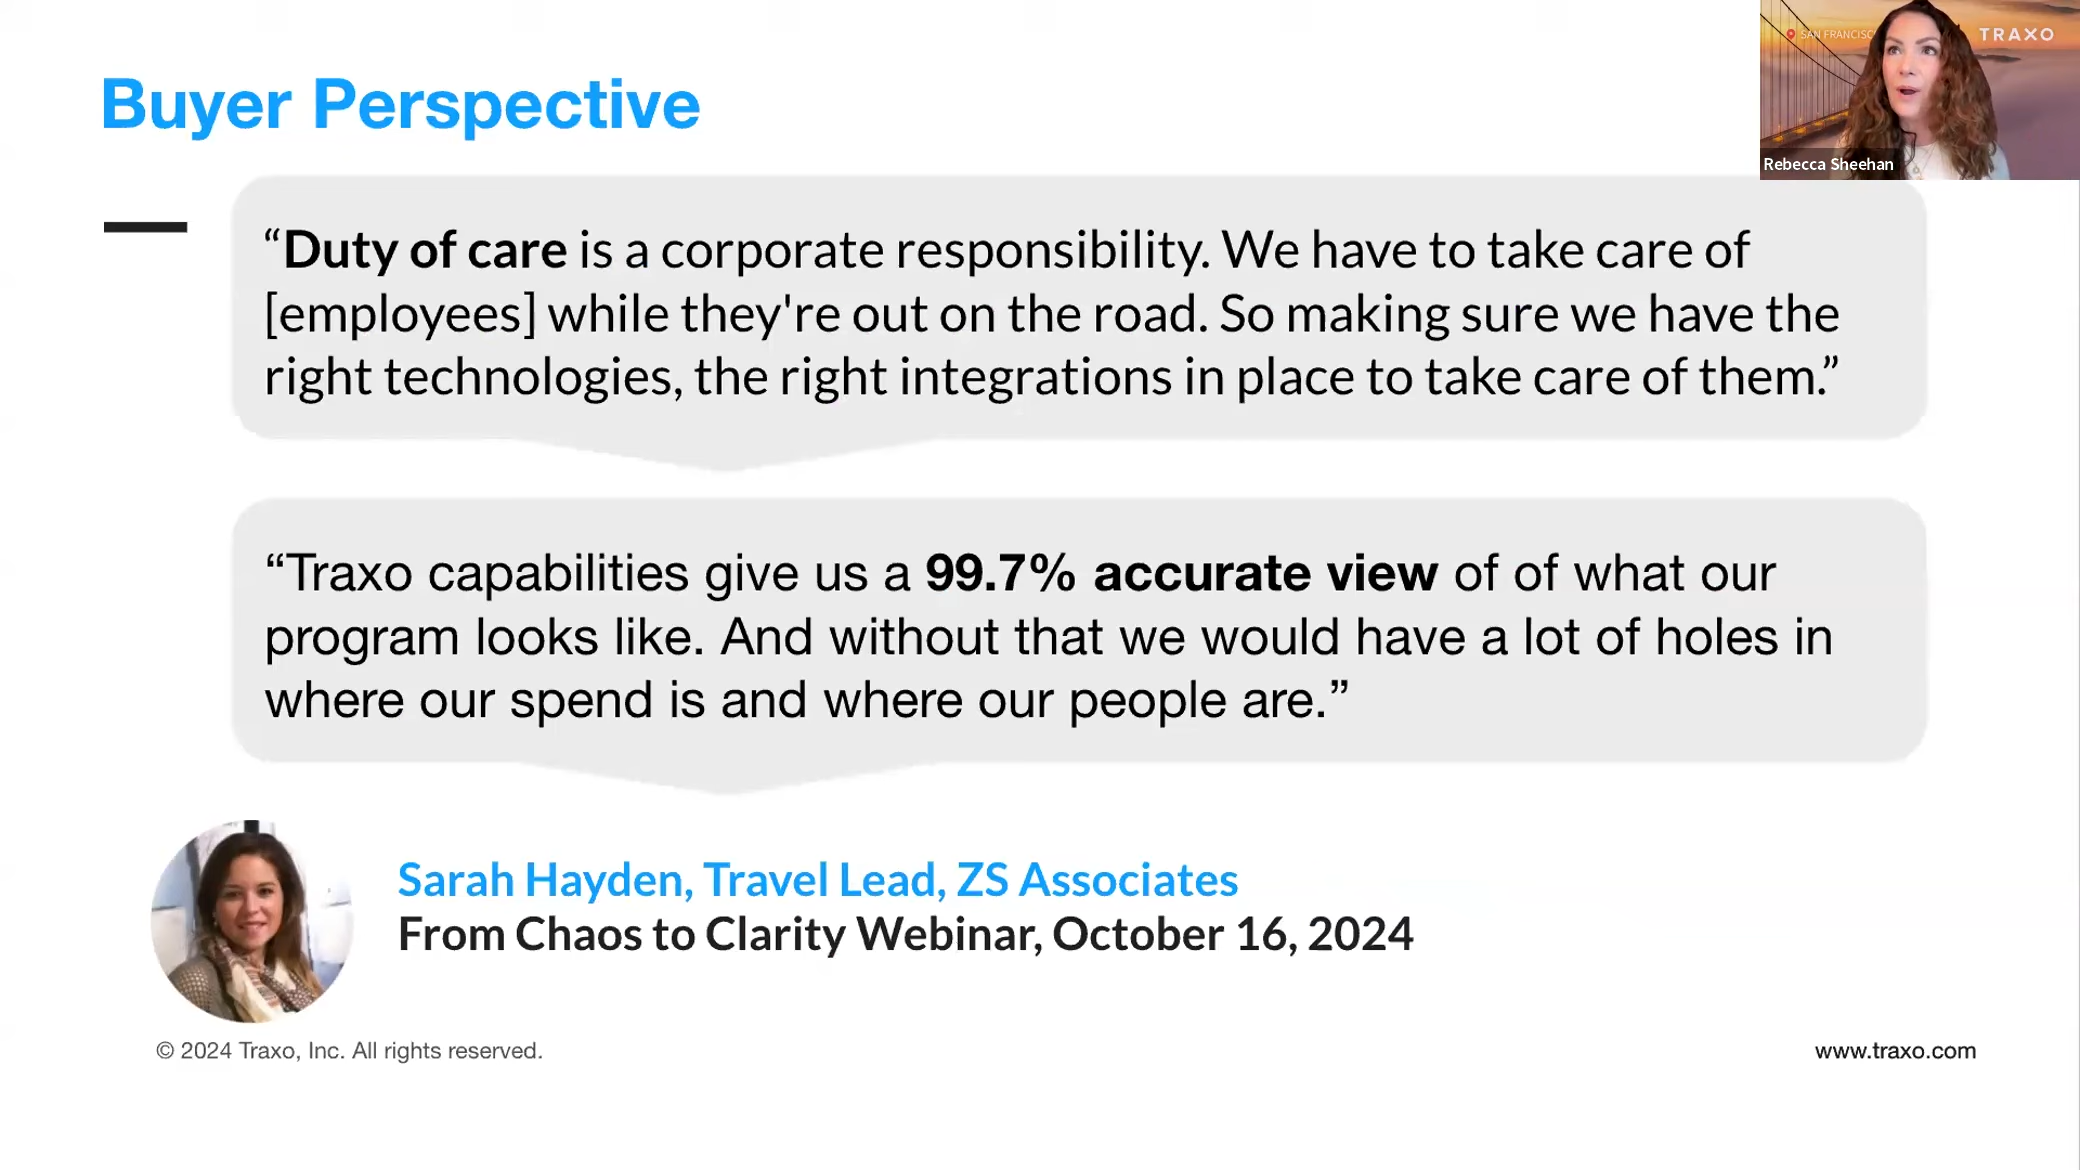 Buyer Perspective
SAN FRANCISC
TRAXO
Rebecca Sheehan
“Duty of care is a corporate responsibility. We have to take care of
[employees] while they're out on the road. So making sure we have the
right technologies, the right integrations in place to take care of them.”
“Traxo capabilities give us a 99.7% accurate view of of what our
program looks like. And without that we would have a lot of holes in
where our spend is and where our people are.”
Sarah Hayden, Travel Lead, ZS Associates
From Chaos to Clarity Webinar, October 16, 2024
© 2024 Traxo, Inc. All rights reserved.
www.traxo.com